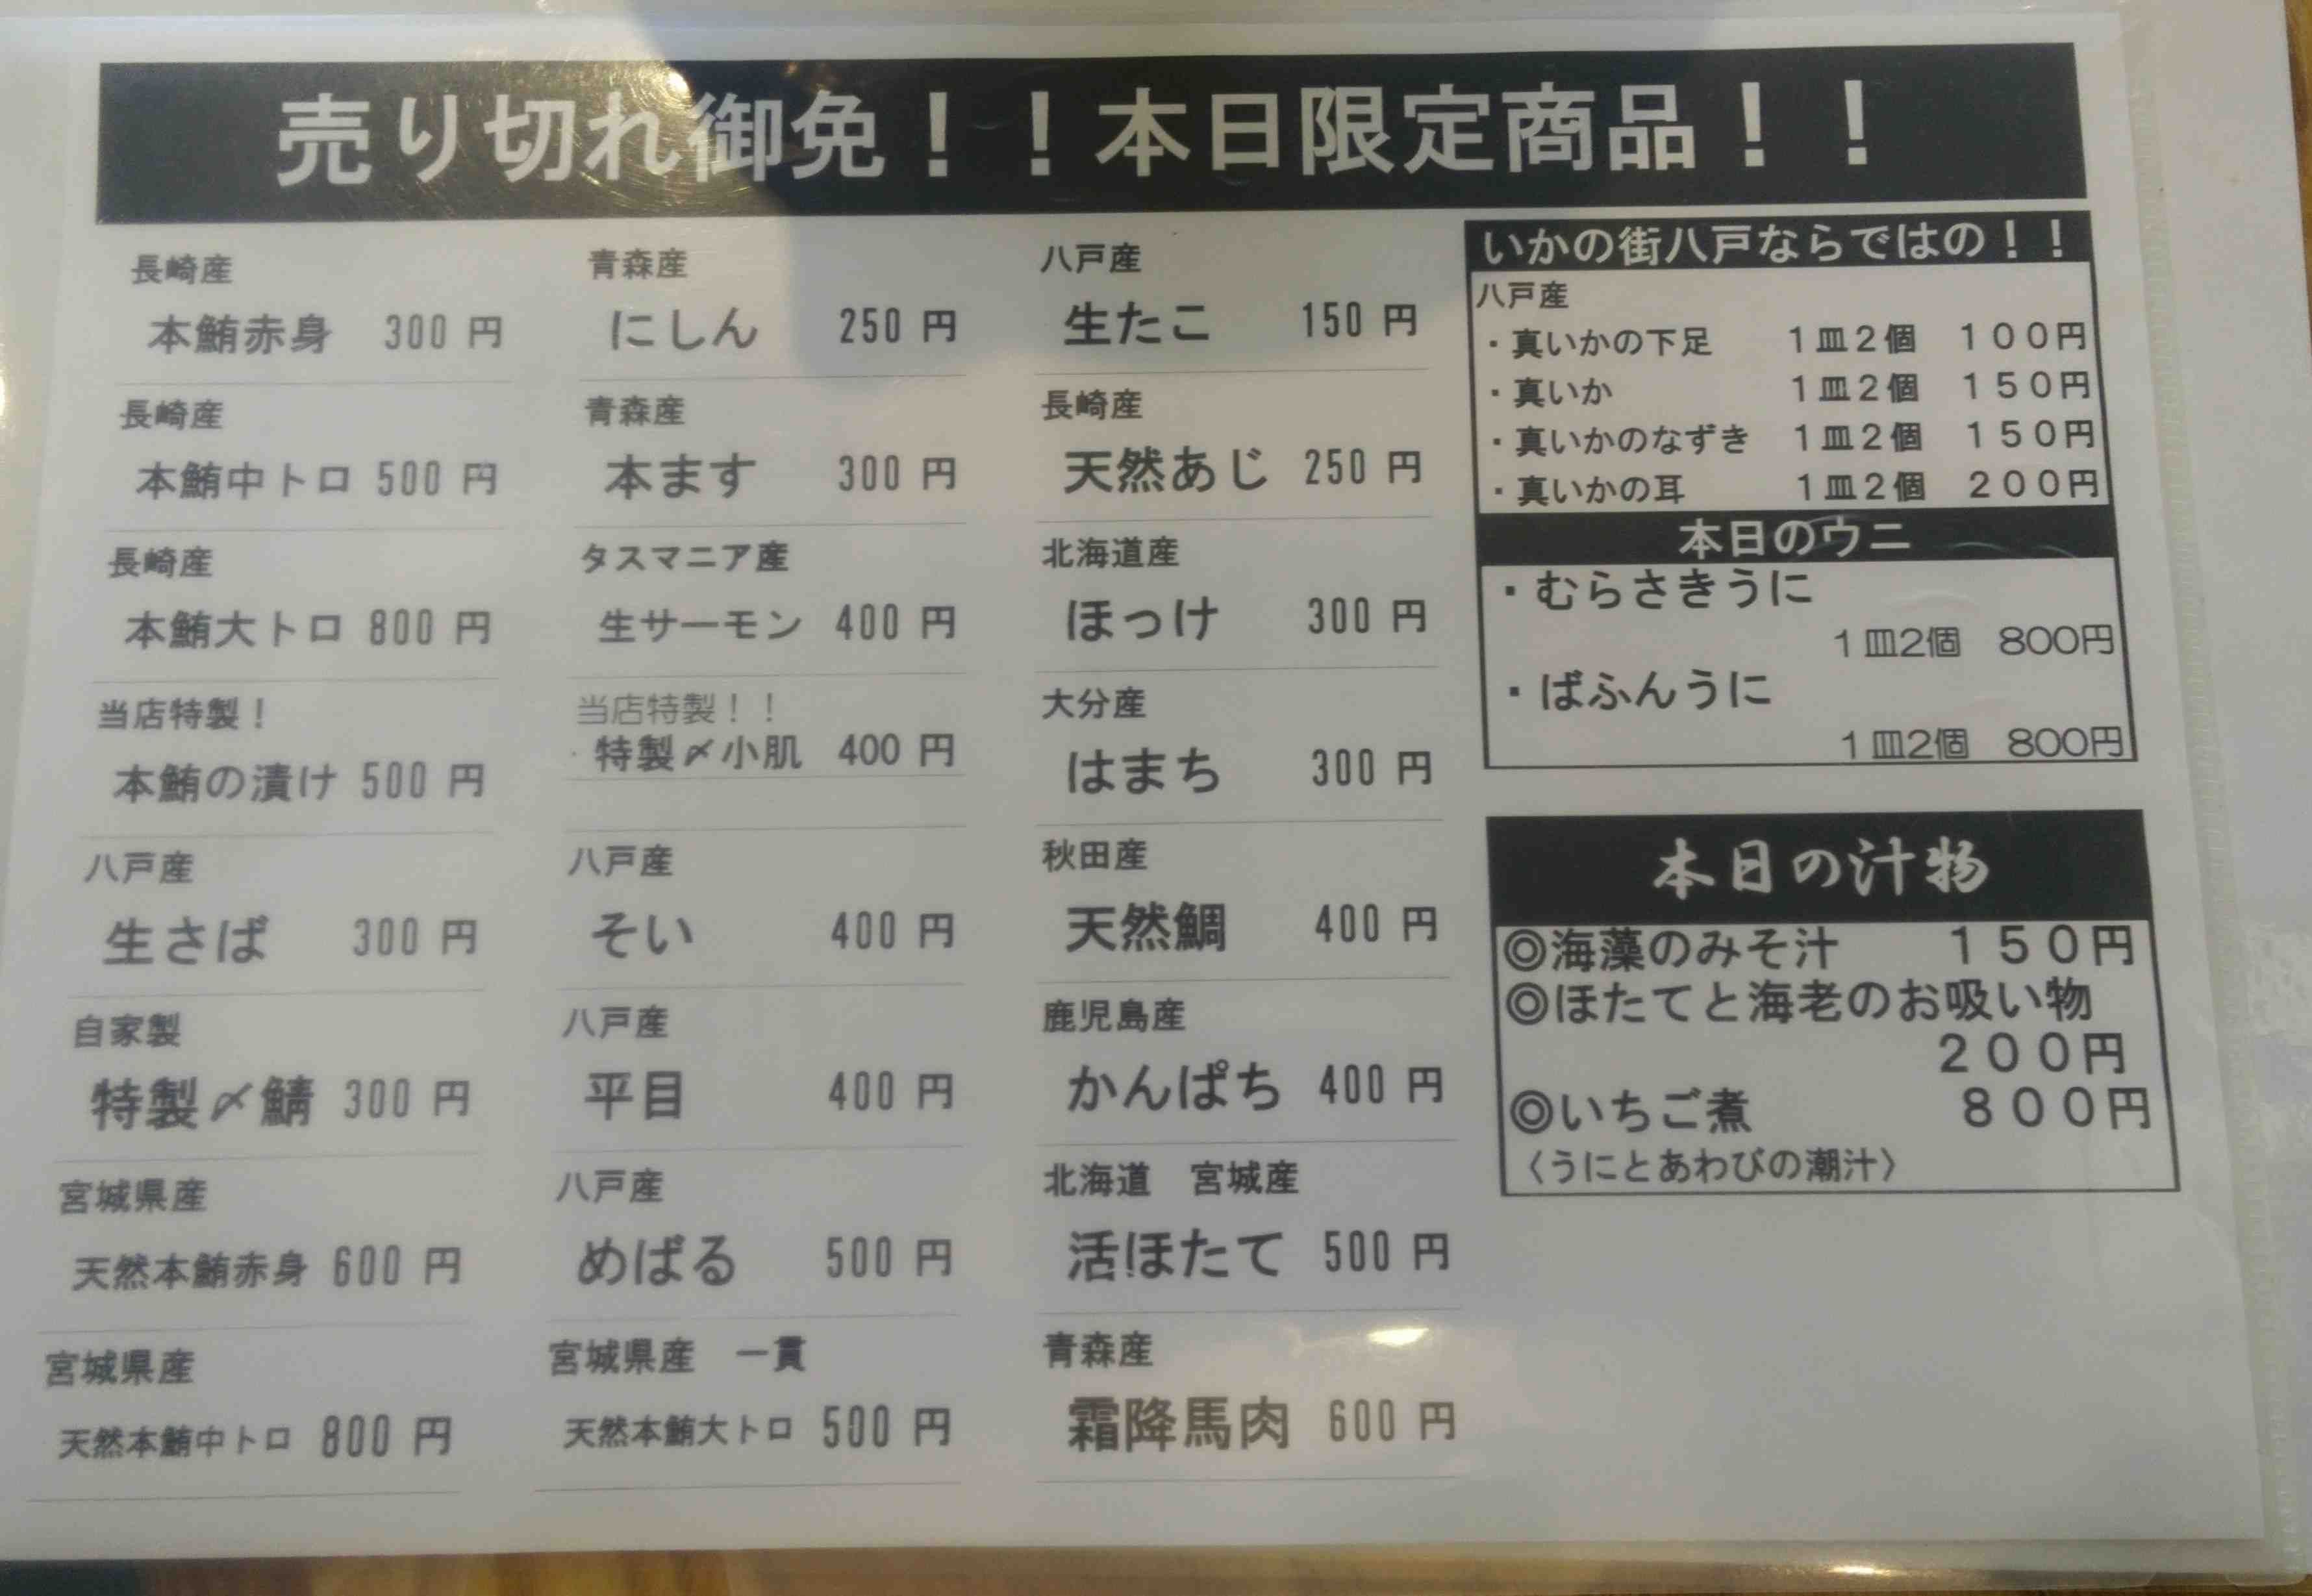 売り切れ御免！！本日限定商品！！
長崎産
本鮪赤身 300 円
長崎産
本鮪中トロ 500 円
長崎産
本鮪大トロ 800 円
当店特製！
本鮪の漬け 500 円
八戸産
生さば 300 円
自家製
特製〆鯖 300 円
宮城県産
天然本鮪赤身 600 円
宮城県産
天然本鮪中トロ 800 円
青森産
にしん 250 円
青森産
本ます 300 円
タスマニア産
生サーモン 400 円
当店特製！！
特製〆小肌 400 円
八戸産
そい 400 円
八戸産
平目 400 円
八戸産
めばる 500 円
宮城県産 一貫
天然本鮪大トロ 500 円
八戸産
生たこ 150 円
長崎産
天然あじ 250 円
北海道産
ほっけ 300 円
大分産
はまち 300 円
秋田産
天然鯛 400 円
鹿児島産
かんぱち 400 円
北海道 宮城産
活ほたて 500 円
青森産
霜降馬肉 600 円
いかの街八戸ならではの！！
八戸産
・真いかの下足 １皿２個 １００円
・真いか １皿２個 １５０円
・真いかのなずき １皿２個 １５０円
・真いかの耳 １皿２個 ２００円
本日のウニ
・むらさきうに
１皿2個 800円
・ばふんうに
１皿2個 800円
本日の汁物
◎海藻のみそ汁 １５０円
◎ほたてと海老のお吸い物
２００円
◎いちご煮 ８００円
〈うにとあわびの潮汁〉